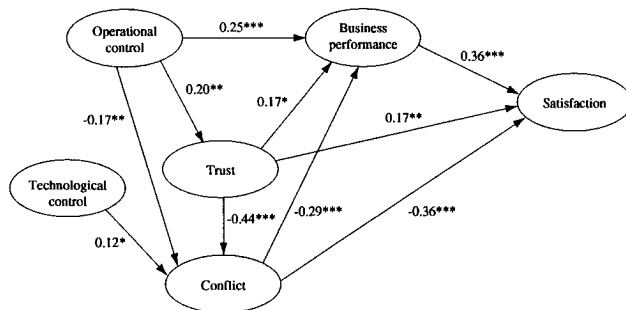 Operational
control
0.25***
Business
performance
0.36***
Satisfaction
0.20**
0.17*
-0.17**
0.17**
Trust
Technological
control
-0.44***
-0.29***
-0.36***
0.12*
Conflict